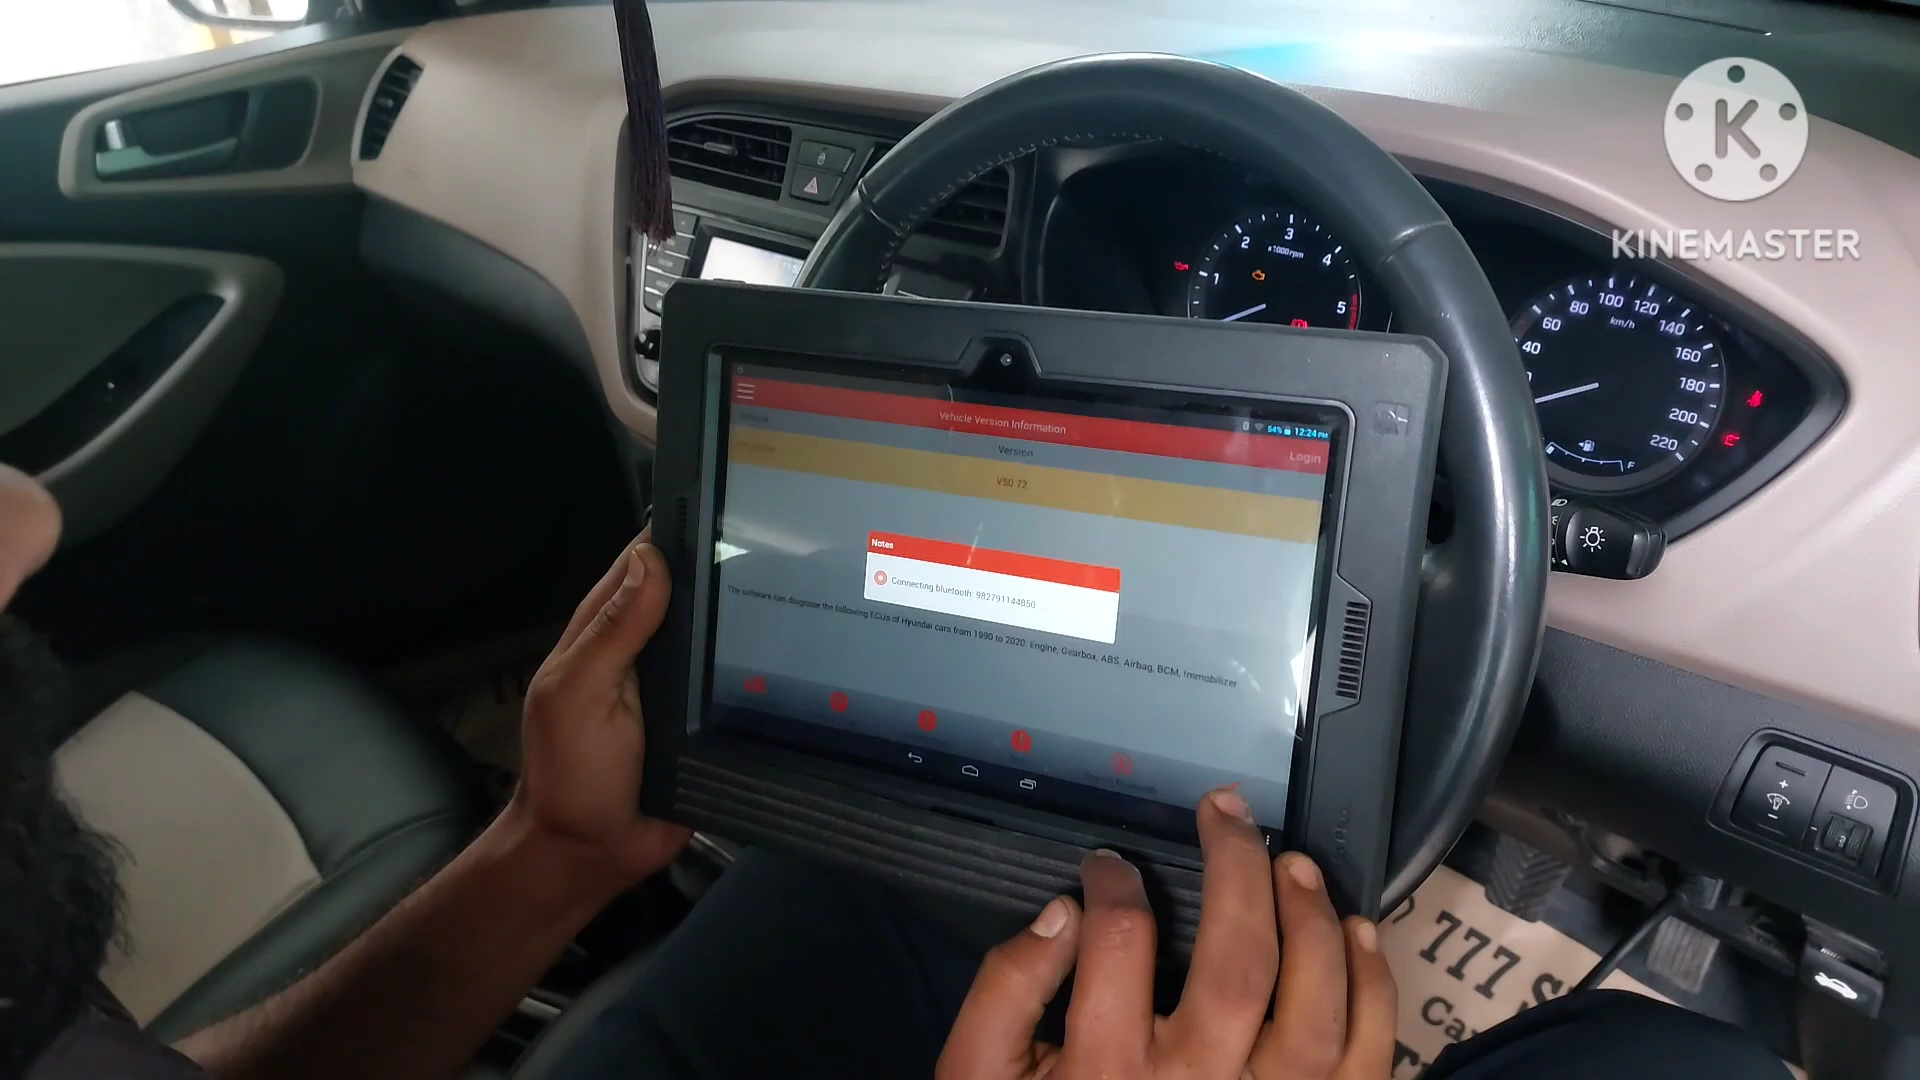 K
KINEMASTER
1
2
3
4
5
x1000rpm
40
60
80
100
120
140
160
180
200
220
km/h
F
54% 12:24 PM
Vehicle Version Information
Login
Version
V50.72
Notes
Connecting bluetooth: 982791144850 ...
The software can diagnose the following ECUs of Hyundai cars from 1990 to 2020: Engine, Gearbox, ABS, Airbag, BCM, Immobilizer
777
Ca